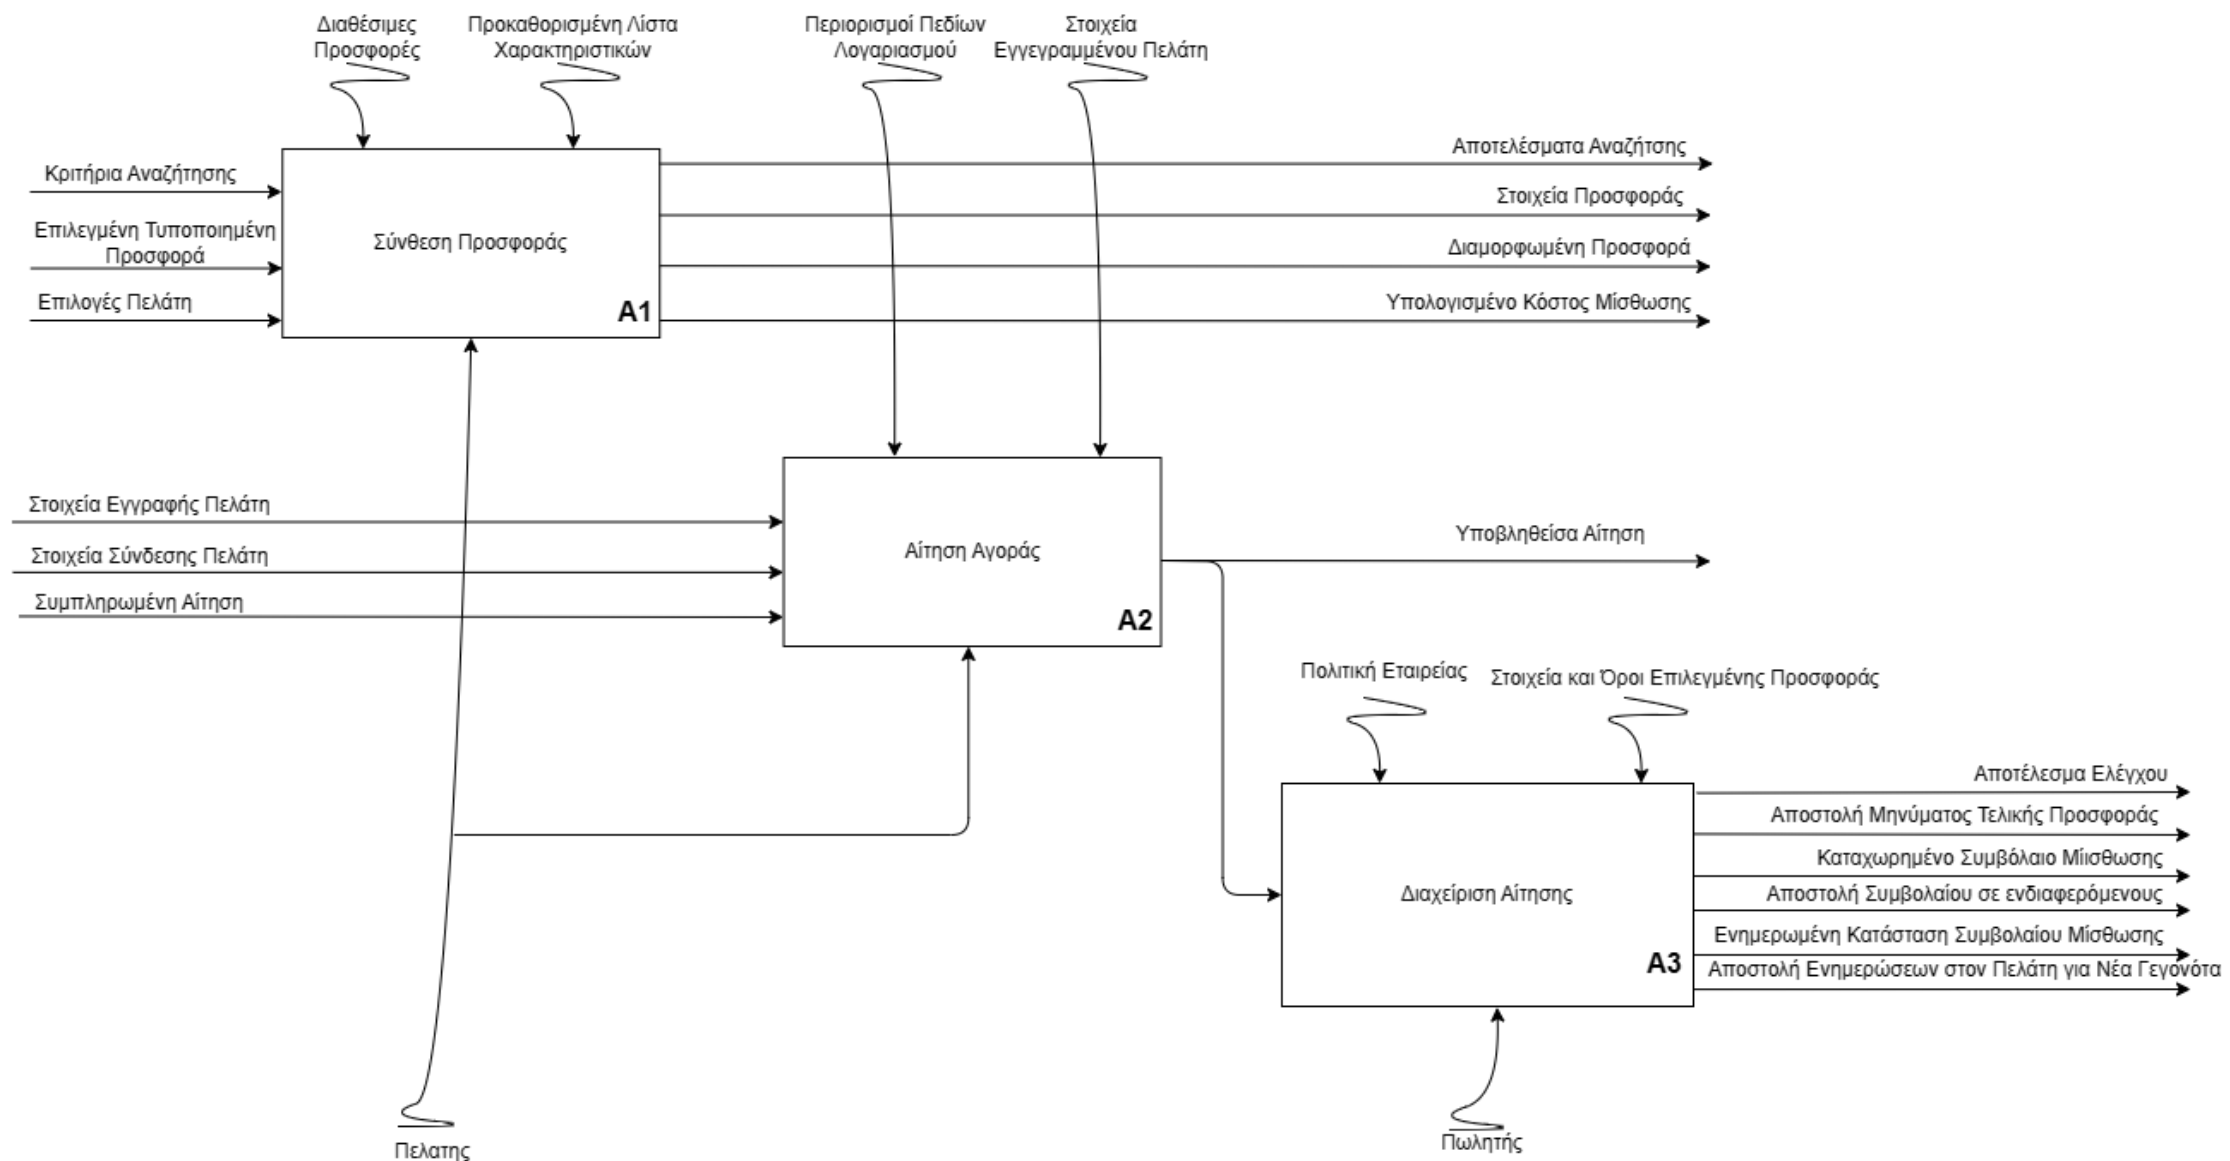 Διαθέσιμες
Προσφορές
Προκαθορισμένη Λίστα
Χαρακτηριστικών
Περιορισμοί Πεδίων
Λογαριασμού
Στοιχεία
Εγγεγραμμένου Πελάτη
Κριτήρια Αναζήτησης
Επιλεγμένη Τυποποιημένη
Προσφορά
Επιλογές Πελάτη
Σύνθεση Προσφοράς
A1
Αποτελέσματα Αναζήτσης
Στοιχεία Προσφοράς
Διαμορφωμένη Προσφορά
Υπολογισμένο Κόστος Μίσθωσης
Στοιχεία Εγγραφής Πελάτη
Στοιχεία Σύνδεσης Πελάτη
Συμπληρωμένη Αίτηση
Αίτηση Αγοράς
A2
Υποβληθείσα Αίτηση
Πολιτική Εταιρείας
Στοιχεία και Όροι Επιλεγμένης Προσφοράς
Διαχείριση Αίτησης
A3
Αποτέλεσμα Ελέγχου
Αποστολή Μηνύματος Τελικής Προσφοράς
Καταχωρημένο Συμβόλαιο Μίισθωσης
Αποστολή Συμβολαίου σε ενδιαφερόμενους
Ενημερωμένη Κατάσταση Συμβολαίου Μίσθωσης
Αποστολή Ενημερώσεων στον Πελάτη για Νέα Γεγονότα
Πελατης
Πωλητής